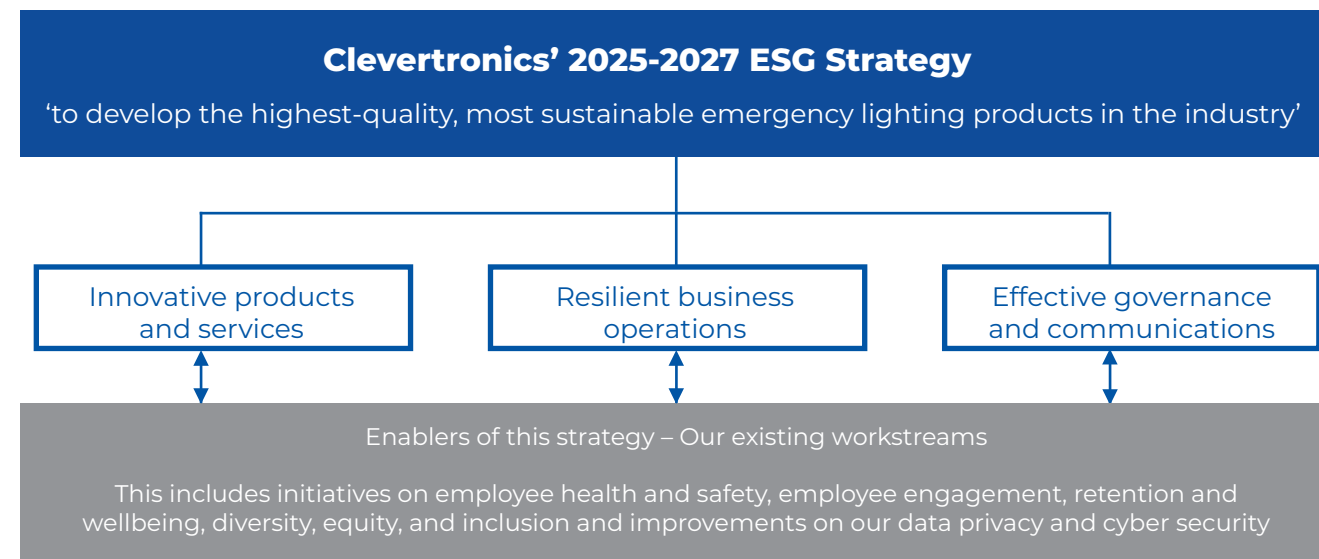 Clevertronics’ 2025-2027 ESG Strategy
‘to develop the highest-quality, most sustainable emergency lighting products in the industry’
Innovative products
and services
Resilient business
operations
Effective governance
and communications
Enablers of this strategy – Our existing workstreams
This includes initiatives on employee health and safety, employee engagement, retention and
wellbeing, diversity, equity, and inclusion and improvements on our data privacy and cyber security